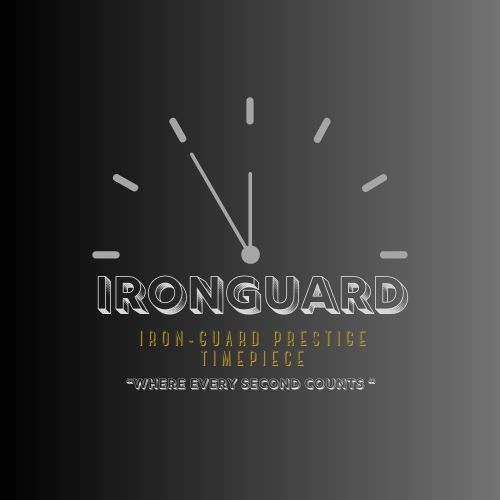 IRONGUARD
IRON-GUARD PRESTIGE
TIMEPIECE
"WHERE EVERY SECOND COUNTS "